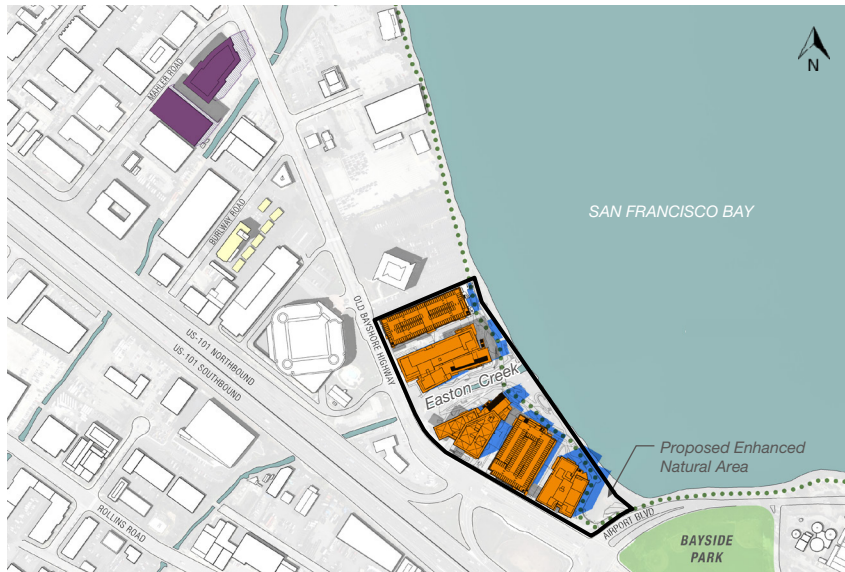 N
MAHLER ROAD
SAN FRANCISCO BAY
BURLWAY ROAD
OLD BAYSHORE HIGHWAY
US-101 NORTHBOUND
US-101 SOUTHBOUND
Easton Creek
Proposed Enhanced
Natural Area
ROLLINS ROAD
AIRPORT BLVD
BAYSIDE
PARK